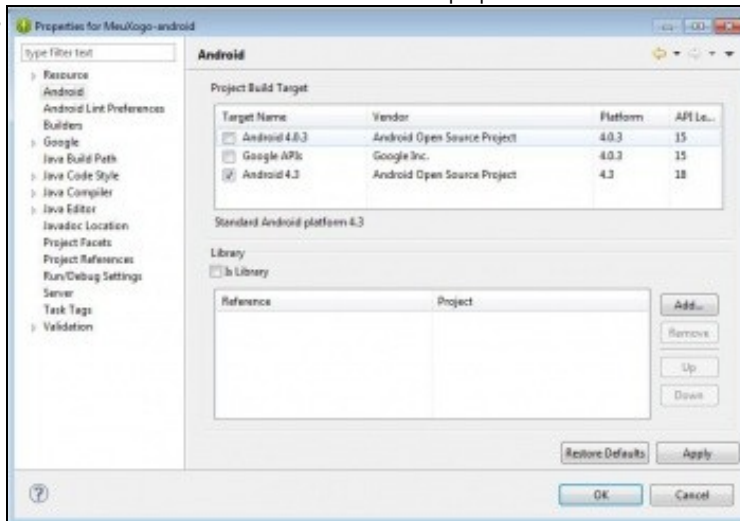 Properties for MeuXogo-android
type filter text
Resource
Android
Android Lint Preferences
Builders
Google
Java Build Path
Java Code Style
Java Compiler
Java Editor
Javadoc Location
Project Facets
Project References
Run/Debug Settings
Server
Task Tags
Validation
Android
Project Build Target
Target Name Vendor Platform API Le...
Android 4.0.3 Android Open Source Project 4.0.3 15
Google APIs Google Inc. 4.0.3 15
Android 4.3 Android Open Source Project 4.3 18
Standard Android platform 4.3
Library
Is Library
Reference Project
Add...
Remove
Up
Down
Restore Defaults Apply
OK Cancel